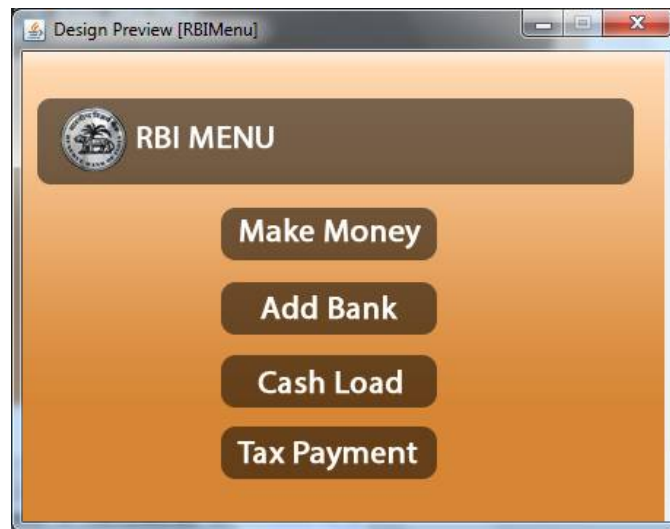 Design Preview [RBIMenu]
RBI MENU
Make Money
Add Bank
Cash Load
Tax Payment